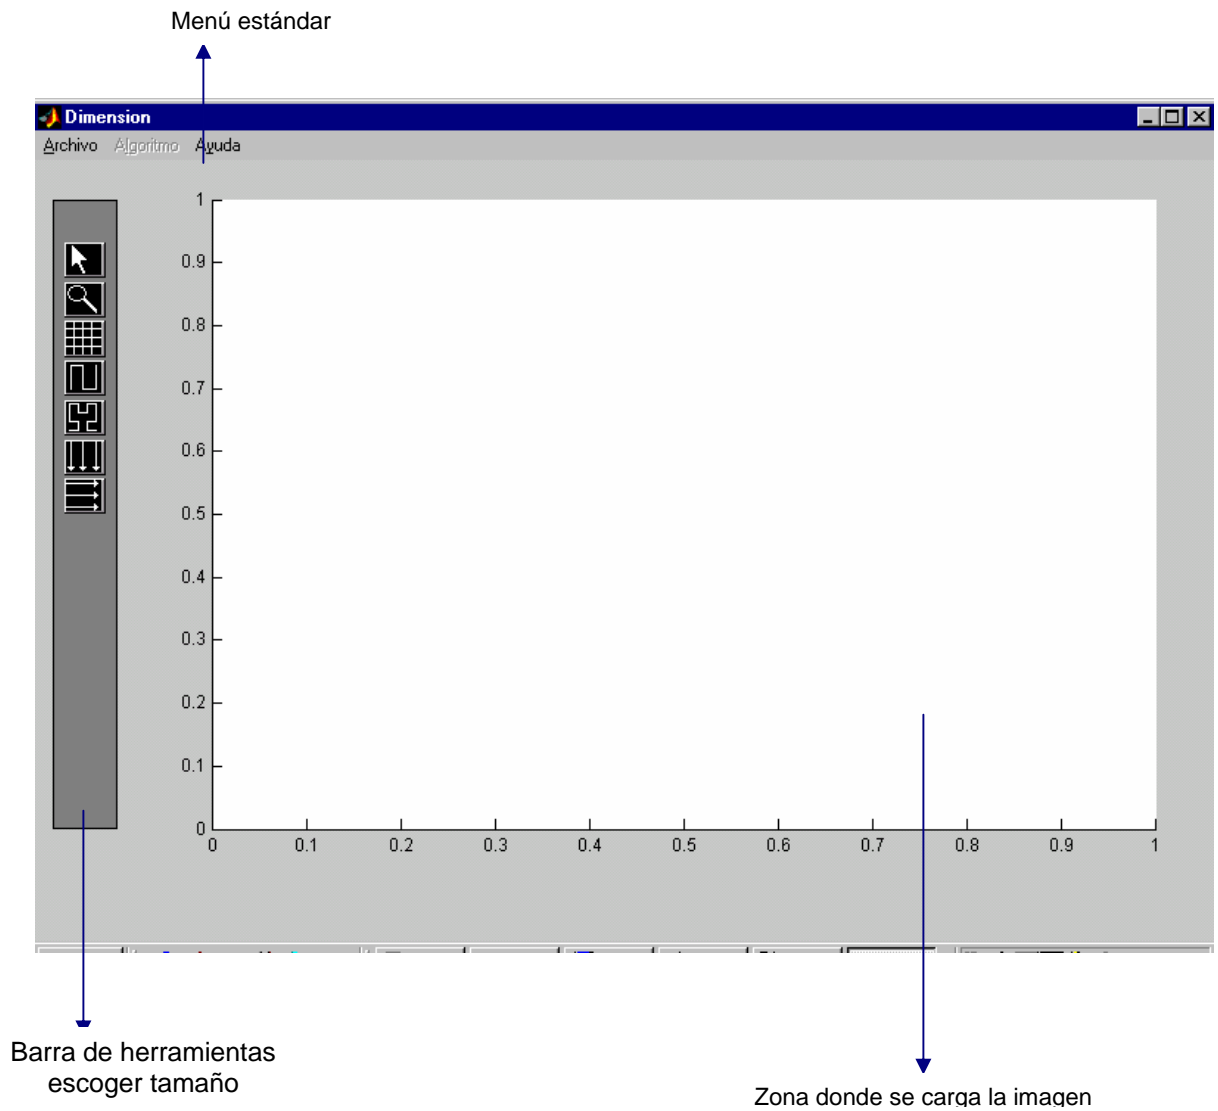 Menú estándar
Dimension
Archivo Algoritmo Ayuda
1
0.9
0.8
0.7
0.6
0.5
0.4
0.3
0.2
0.1
0
0 0.1 0.2 0.3 0.4 0.5 0.6 0.7 0.8 0.9 1
Barra de herramientas
escoger tamaño
Zona donde se carga la imagen